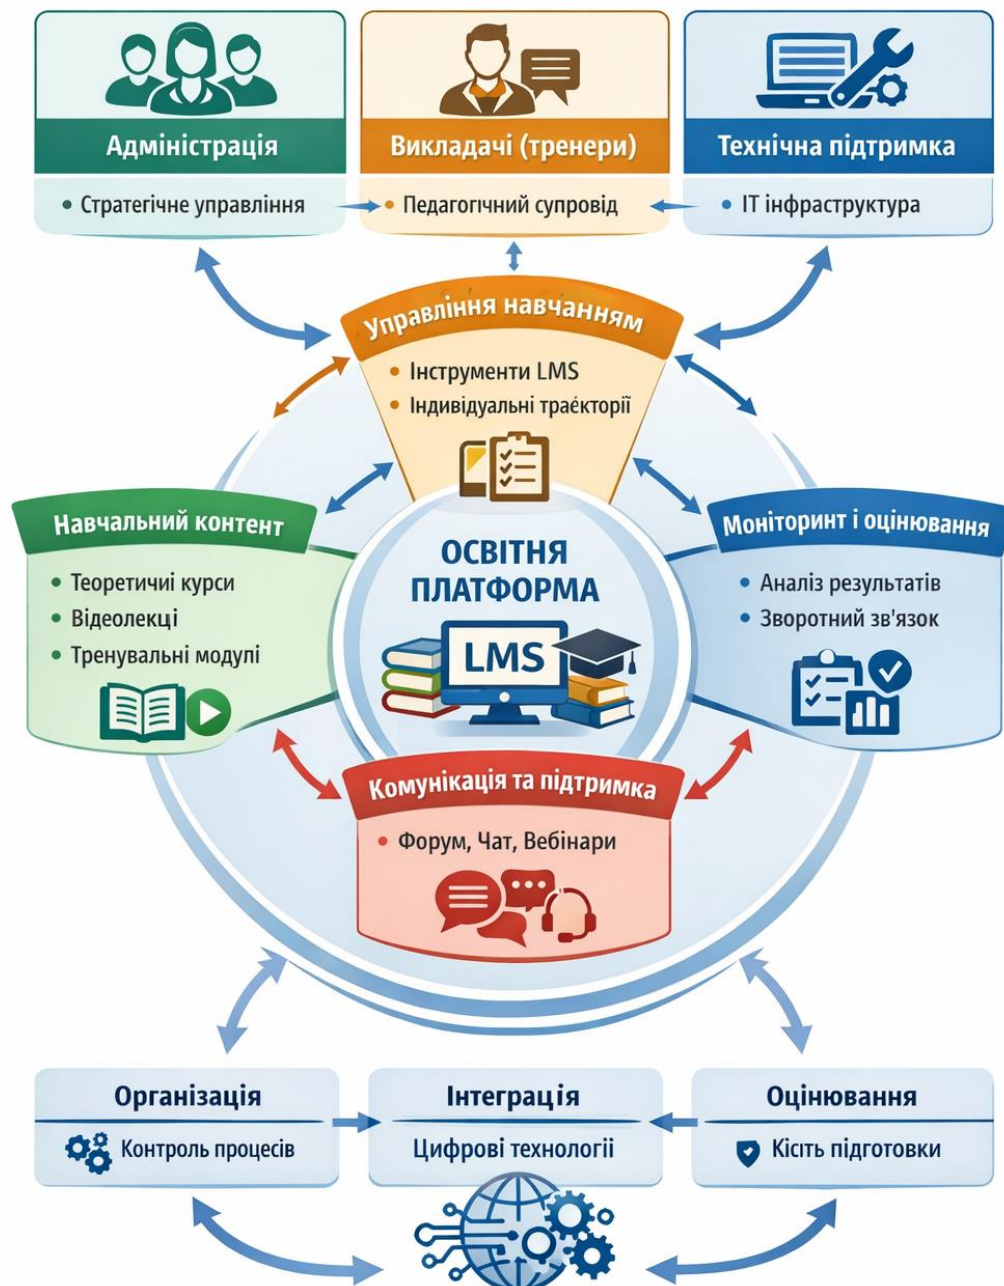 Адміністрація
Викладачі (тренери)
Технічна підтримка
• Стратегічне управління
• Педагогічний супровід
• ІТ інфраструктура
Управління навчанням
• Інструменти LMS
• Індивідуальні траєкторії
Навчальний контент
• Теоретичиі курси
• Відеолекці
• Тренувальні модупі
ОСВІТНЯ
ПЛАТФОРМА
LMS
Моніторинт і оцінювання
• Аналіз результатів
• Зворотний зв'язок
Комунікація та підтримка
• Форум, Чат, Вебінари
Організація
Контроль процесів
Інтеграція
Цифрові технології
Оцінювання
Кісіть підготовки